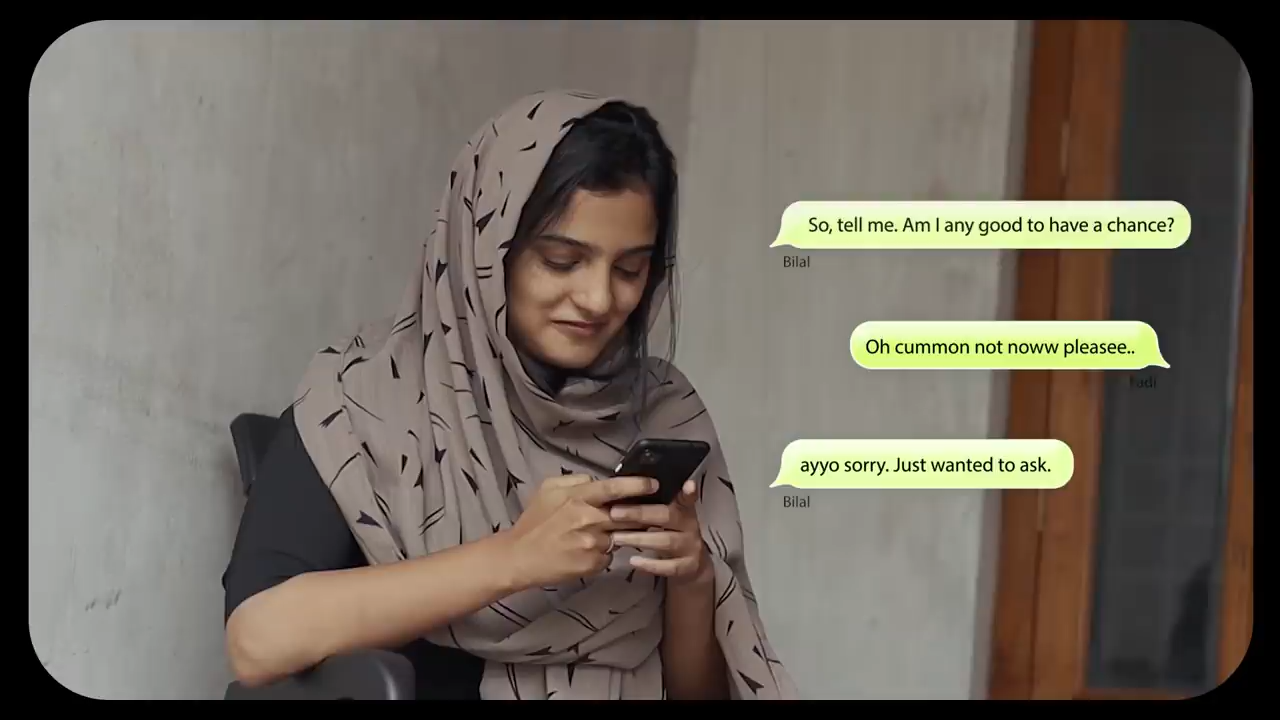 So, tell me. Am I any good to have a chance?
Bilal
Oh cummon not noww pleasee..
Fadi
ayyo sorry. Just wanted to ask.
Bilal